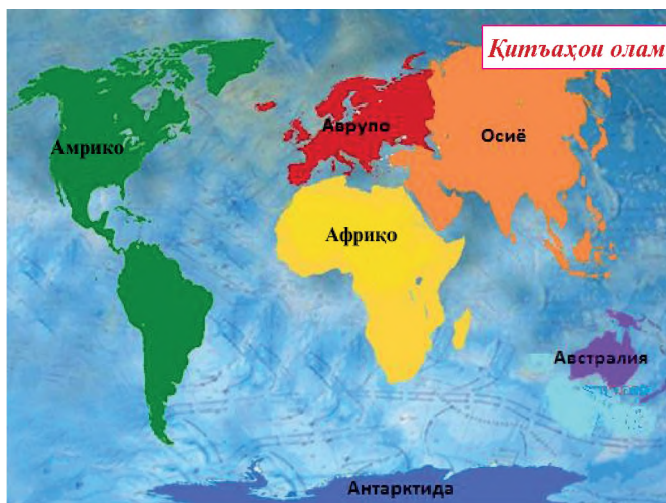 Қитъаҳои олам
Аврупо
Осиё
Амрико
Африқо
Австралия
Антарктида